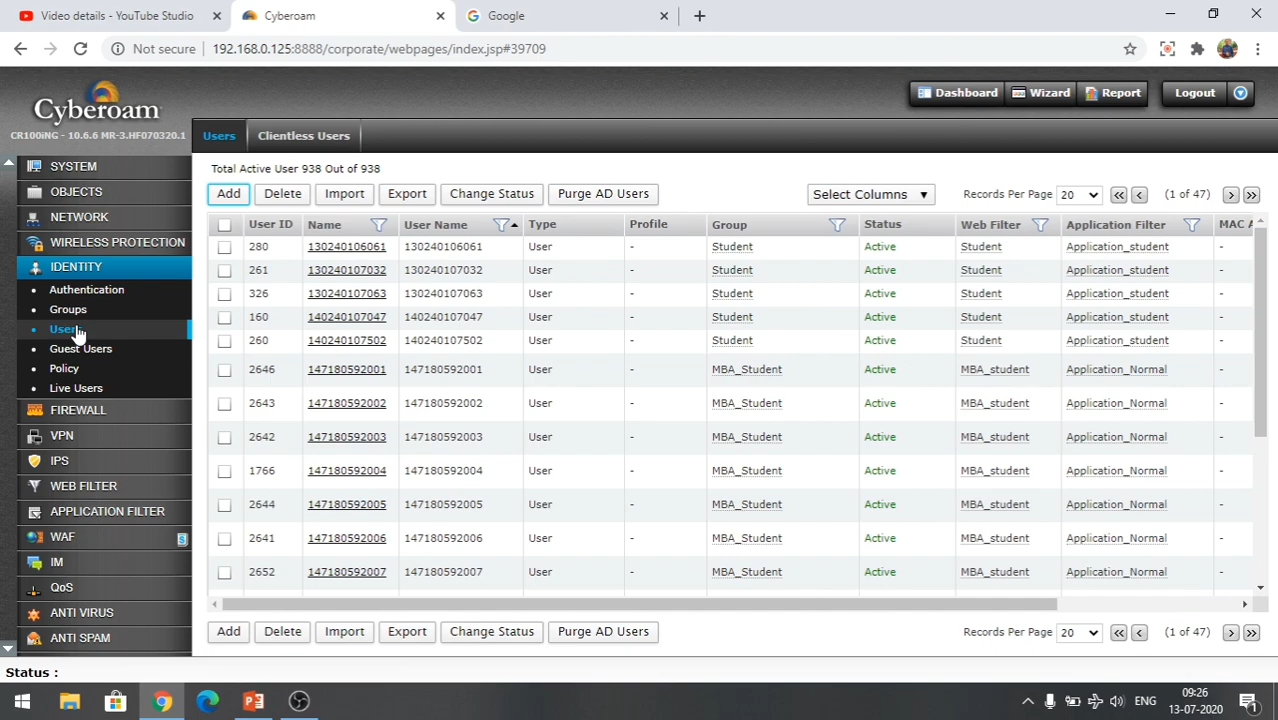 Video details - YouTube Studio
Cyberoam
Google
Not secure
192.168.0.125:8888/corporate/webpages/index.jsp#39709
Cyberoam
CR100iNG - 10.6.6 MR-3.HF070320.1
Dashboard
Wizard
Report
Logout
Users
Clientless Users
SYSTEM
OBJECTS
NETWORK
WIRELESS PROTECTION
IDENTITY
Authentication
Groups
Users
Guest Users
Policy
Live Users
FIREWALL
VPN
IPS
WEB FILTER
APPLICATION FILTER
WAF
IM
QoS
ANTI VIRUS
ANTI SPAM
Total Active User 938 Out of 938
Add Delete Import Export Change Status Purge AD Users Select Columns Records Per Page 20 (1 of 47)
User ID Name User Name Type Profile Group Status Web Filter Application Filter MAC A
280 130240106061 130240106061 User - Student Active Student Application_student -
261 130240107032 130240107032 User - Student Active Student Application_student -
326 130240107063 130240107063 User - Student Active Student Application_student -
160 140240107047 140240107047 User - Student Active Student Application_student -
260 140240107502 140240107502 User - Student Active Student Application_student -
2646 147180592001 147180592001 User - MBA_Student Active MBA_student Application_Normal -
2643 147180592002 147180592002 User - MBA_Student Active MBA_student Application_Normal -
2642 147180592003 147180592003 User - MBA_Student Active MBA_student Application_Normal -
1766 147180592004 147180592004 User - MBA_Student Active MBA_student Application_Normal -
2644 147180592005 147180592005 User - MBA_Student Active MBA_student Application_Normal -
2641 147180592006 147180592006 User - MBA_Student Active MBA_student Application_Normal -
2652 147180592007 147180592007 User - MBA_Student Active MBA_student Application_Normal -
Add Delete Import Export Change Status Purge AD Users Records Per Page 20 (1 of 47)
Status :
ENG
09:26
13-07-2020
1